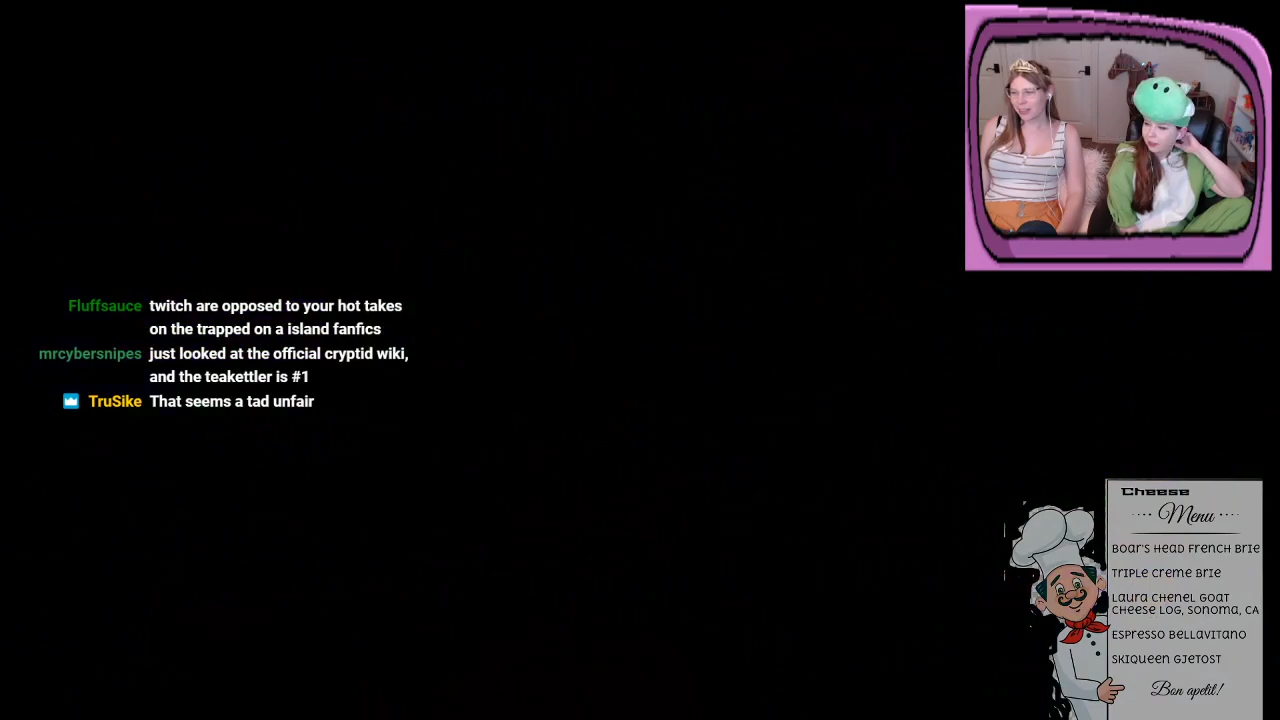 Fluffsauce twitch are opposed to your hot takes
on the trapped on a island fanfics
mrcybersnipes just looked at the official cryptid wiki,
and the teakettler is #1
TruSike That seems a tad unfair
Cheese
Menu
Boar's Head French Brie
Triple Creme Brie
Laura Chenel Goat
Cheese Log, Sonoma, CA
Espresso Bellavitano
Skiqueen Gjetost
Bon apetit!